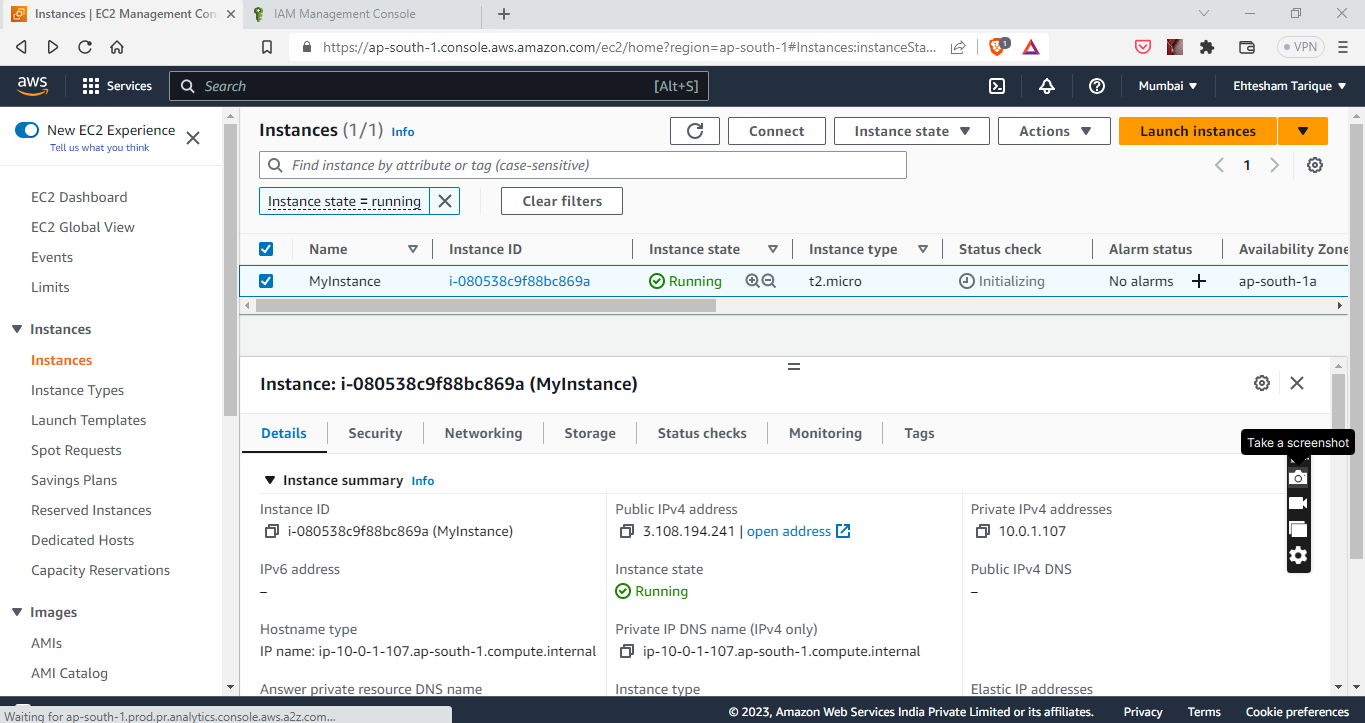 Instances | EC2 Management Con
IAM Management Console
https://ap-south-1.console.aws.amazon.com/ec2/home?region=ap-south-1#Instances:instanceSta...
1
VPN
aws
Services
Search
[Alt+S]
Mumbai
Ehtesham Tarique
New EC2 Experience
Tell us what you think
EC2 Dashboard
EC2 Global View
Events
Limits
Instances
Instances
Instance Types
Launch Templates
Spot Requests
Savings Plans
Reserved Instances
Dedicated Hosts
Capacity Reservations
Images
AMIs
AMI Catalog
Instances (1/1) Info
Connect
Instance state
Actions
Launch instances
Find instance by attribute or tag (case-sensitive)
1
Instance state = running
Clear filters
Name Instance ID Instance state Instance type Status check Alarm status Availability Zone
MyInstance i-080538c9f88bc869a Running t2.micro Initializing No alarms + ap-south-1a
Instance: i-080538c9f88bc869a (MyInstance)
Details Security Networking Storage Status checks Monitoring Tags
Take a screenshot
Instance summary Info
Instance ID
i-080538c9f88bc869a (MyInstance)
Public IPv4 address
3.108.194.241 | open address
Private IPv4 addresses
10.0.1.107
IPv6 address
–
Instance state
Running
Public IPv4 DNS
–
Hostname type
IP name: ip-10-0-1-107.ap-south-1.compute.internal
Private IP DNS name (IPv4 only)
ip-10-0-1-107.ap-south-1.compute.internal
Answer private resource DNS name
Instance type
Elastic IP addresses
Waiting for ap-south-1.prod.pr.analytics.console.aws.a2z.com...
© 2023, Amazon Web Services India Private Limited or its affiliates.
Privacy
Terms
Cookie preferences